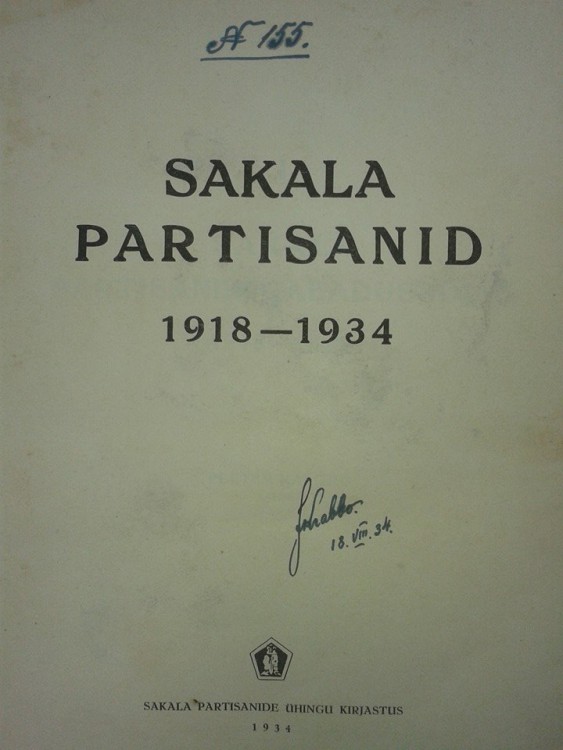 № 155.
SAKALA
PARTISANID
1918—1934
18. VIII. 34.
SAKALA PARTISANIDE ÜHINGU KIRJASTUS
1934